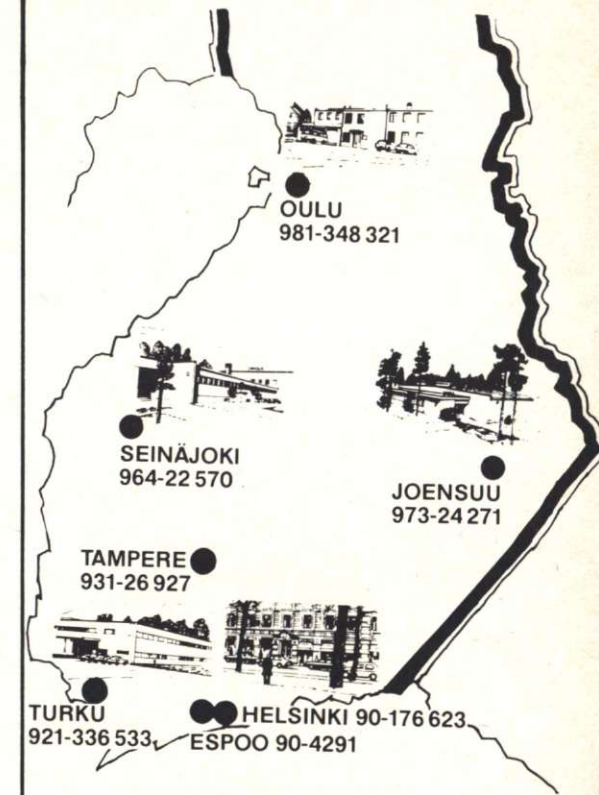 OULU
981-348 321
SEINÄJOKI
964-22 570
JOENSUU
973-24 271
TAMPERE
931-26 927
TURKU
921-336 533
HELSINKI 90-176 623
ESPOO 90-4291